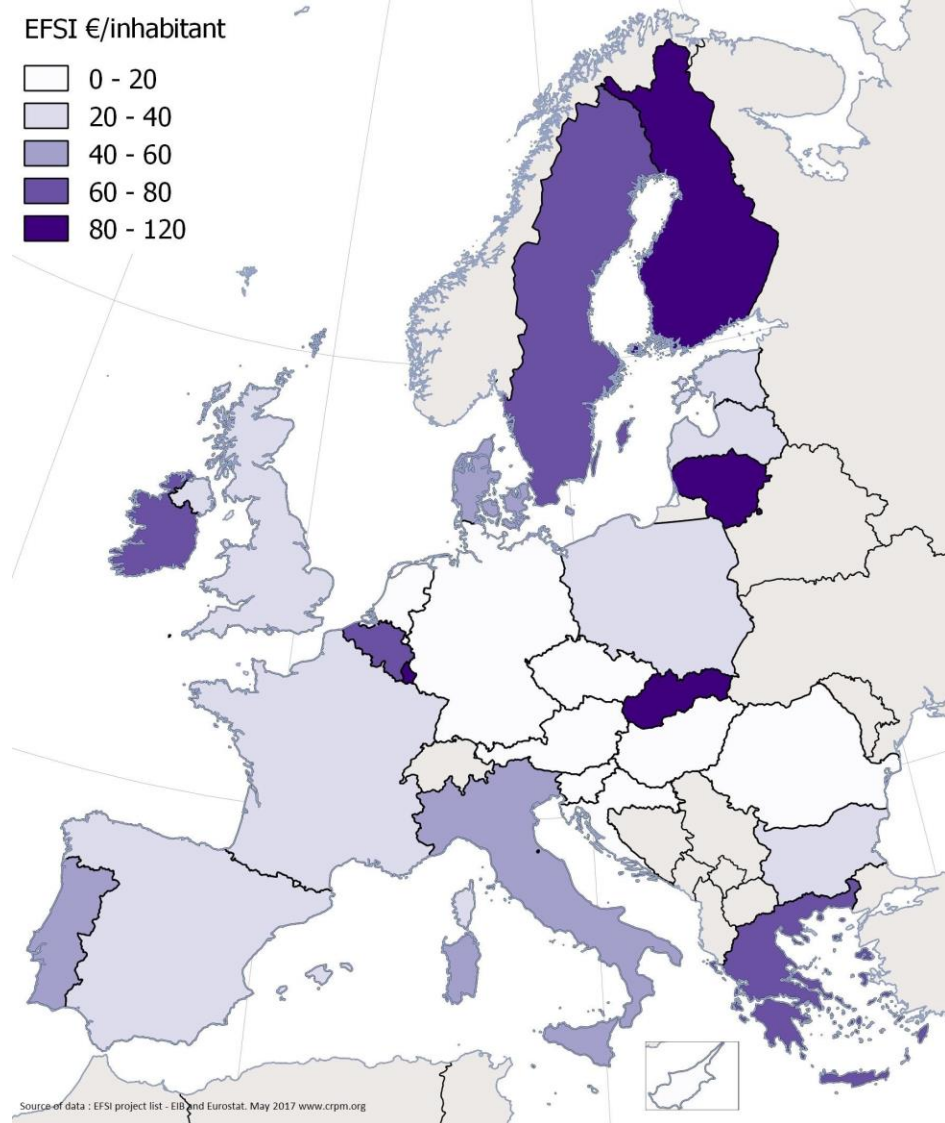 EFSI €/inhabitant
0 - 20
20 - 40
40 - 60
60 - 80
80 - 120
Source of data : EFSI project list - EIB and Eurostat. May 2017 www.crpm.org